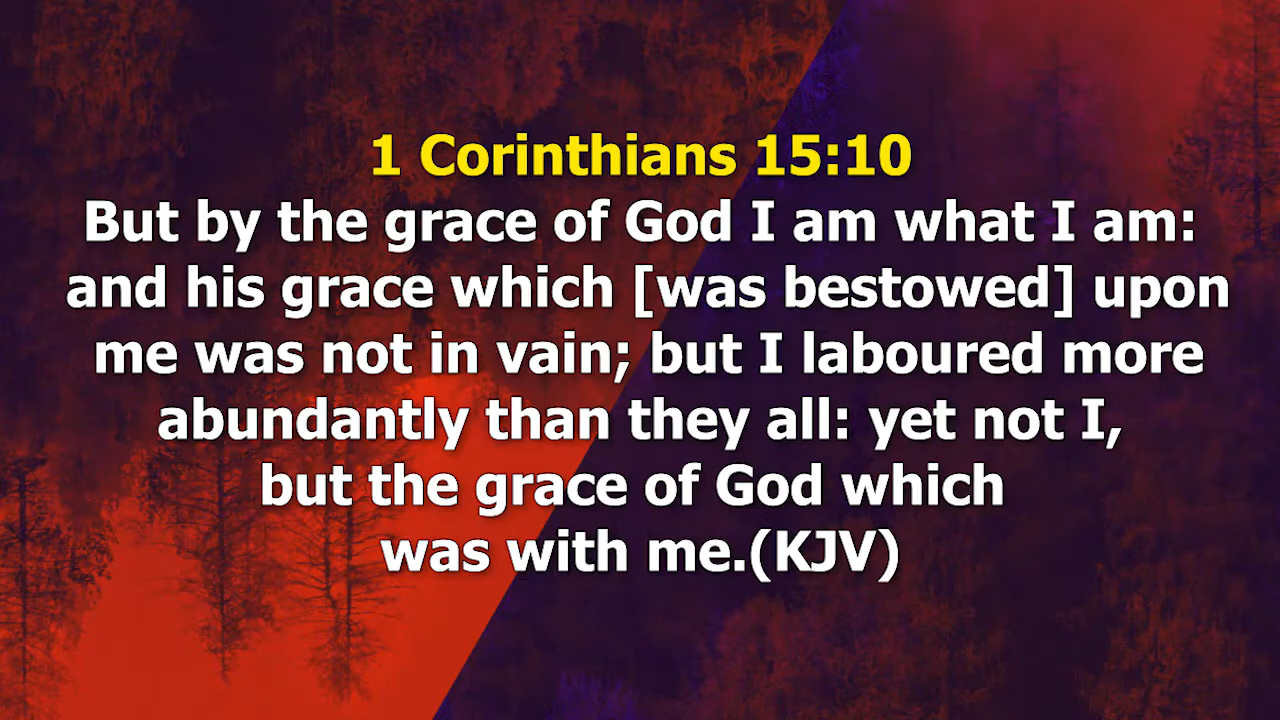 1 Corinthians 15:10
But by the grace of God I am what I am:
and his grace which [was bestowed] upon
me was not in vain; but I laboured more
abundantly than they all: yet not I,
but the grace of God which
was with me.(KJV)